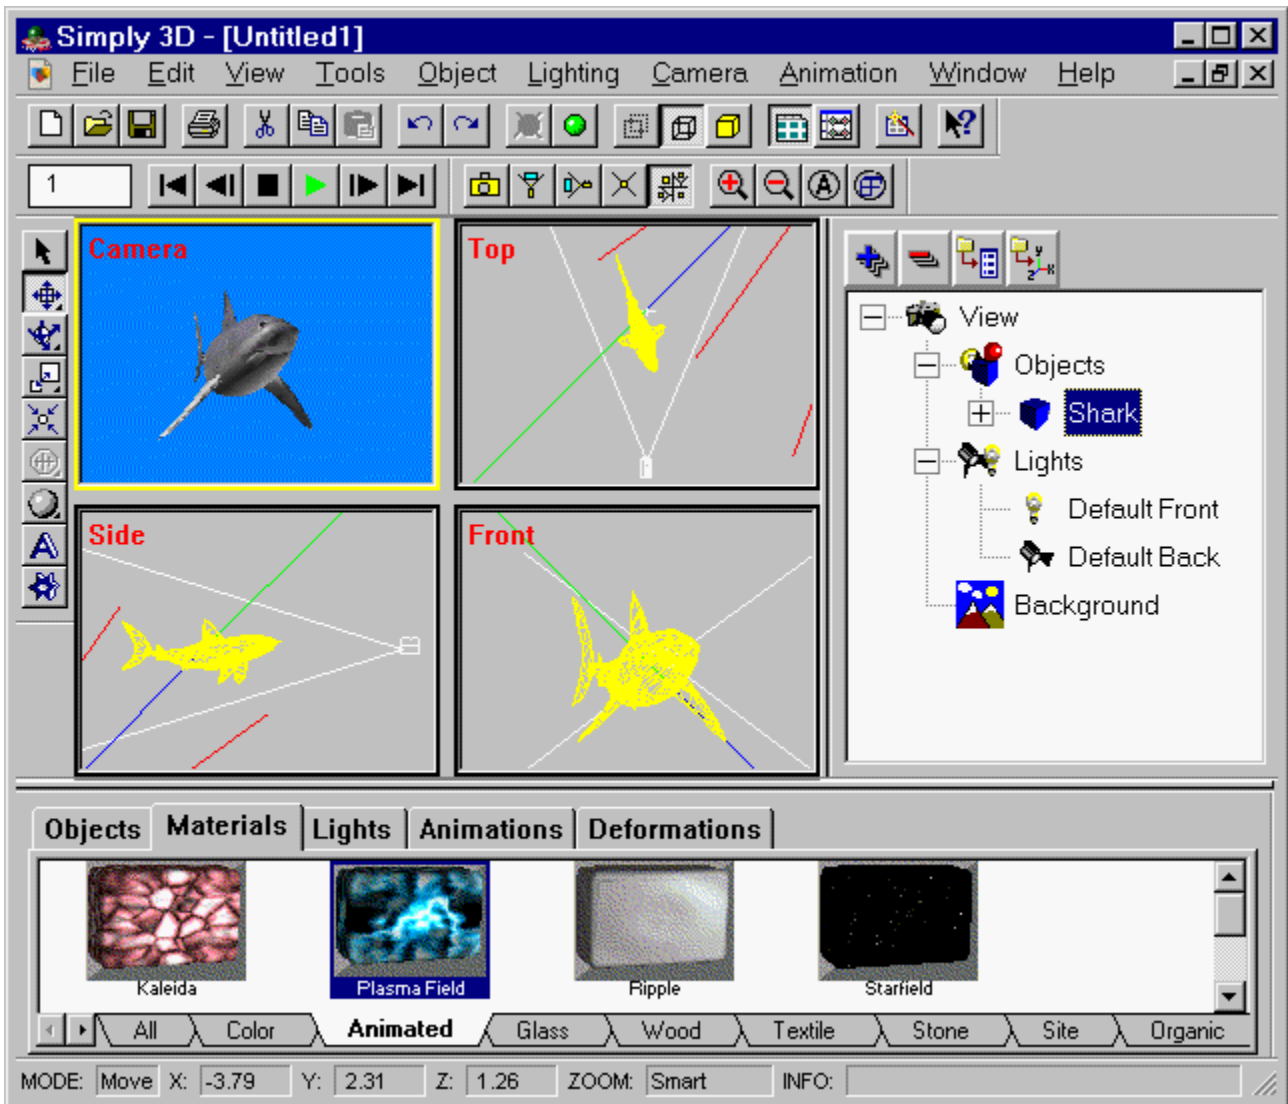 Simply 3D - [Untitled1]
File Edit View Tools Object Lighting Camera Animation Window Help
1
Camera
Top
Side
Front
View
Objects
Shark
Lights
Default Front
Default Back
Background
Objects Materials Lights Animations Deformations
Kaleida Plasma Field Ripple Starfield
All Color Animated Glass Wood Textile Stone Site Organic
MODE: Move X: -3.79 Y: 2.31 Z: 1.26 ZOOM: Smart INFO: